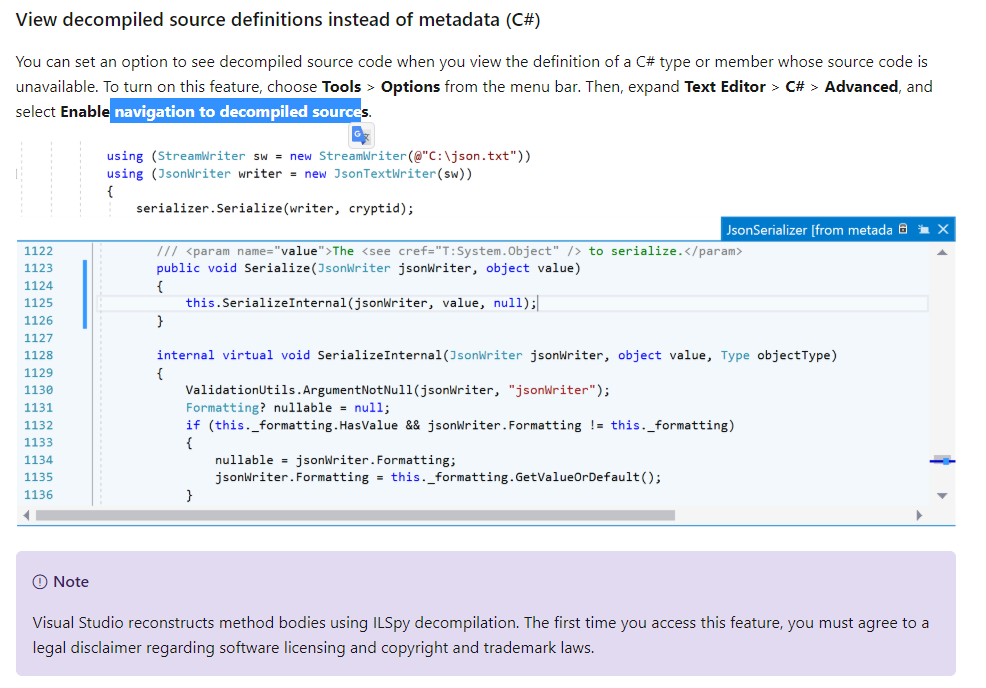 View decompiled source definitions instead of metadata (C#)
You can set an option to see decompiled source code when you view the definition of a C# type or member whose source code is
unavailable. To turn on this feature, choose Tools > Options from the menu bar. Then, expand Text Editor > C# > Advanced, and
select Enable navigation to decompiled sources.
using (StreamWriter sw = new StreamWriter(@"C:\json.txt"))
using (JsonWriter writer = new JsonTextWriter(sw))
{
serializer.Serialize(writer, cryptid);
JsonSerializer [from metada
1122 /// <param name="value">The <see cref="T:System.Object" /> to serialize.</param>
1123 public void Serialize(JsonWriter jsonWriter, object value)
1124 {
1125 this.SerializeInternal(jsonWriter, value, null);
1126 }
1127
1128 internal virtual void SerializeInternal(JsonWriter jsonWriter, object value, Type objectType)
1129 {
1130 ValidationUtils.ArgumentNotNull(jsonWriter, "jsonWriter");
1131 Formatting? nullable = null;
1132 if (this._formatting.HasValue && jsonWriter.Formatting != this._formatting)
1133 {
1134 nullable = jsonWriter.Formatting;
1135 jsonWriter.Formatting = this._formatting.GetValueOrDefault();
1136 }
Note
Visual Studio reconstructs method bodies using ILSpy decompilation. The first time you access this feature, you must agree to a
legal disclaimer regarding software licensing and copyright and trademark laws.